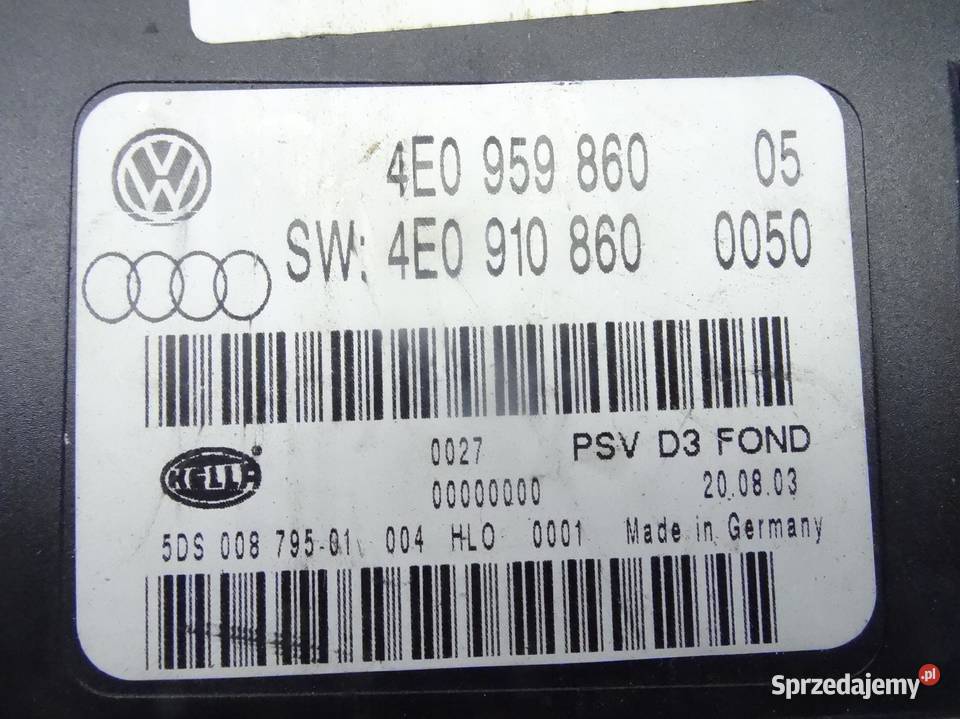 4E0 959 860 05
SW: 4E0 910 860 0050
0027 PSV D3 FOND
HELLA
00000000 20.08.03
5DS 008 795-01 004 HLO 0001 Made in Germany
Sprzedajemy.pl